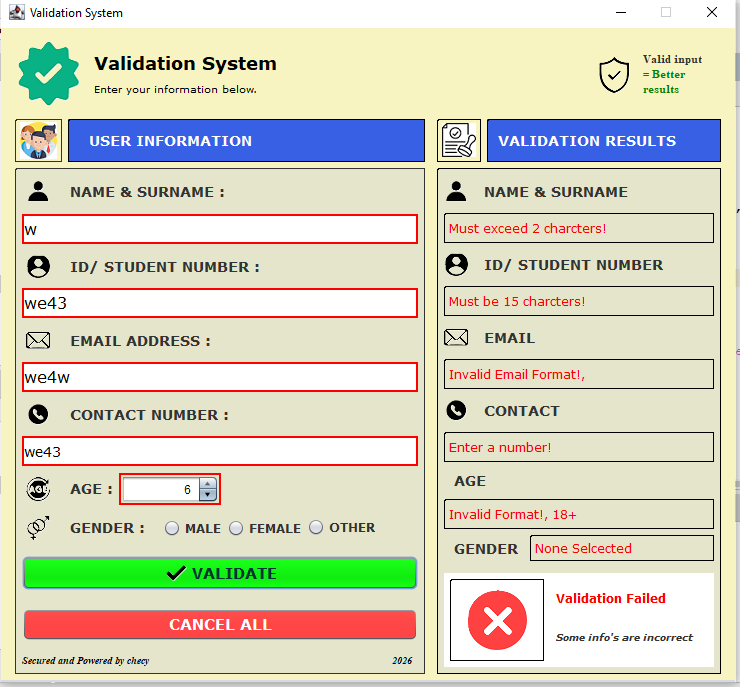 Validation System
Validation System
Enter your information below.
Valid input
= Better
results
USER INFORMATION
NAME & SURNAME :
w
ID/ STUDENT NUMBER :
we43
EMAIL ADDRESS :
we4w
CONTACT NUMBER :
we43
AGE
AGE : 6
GENDER : MALE FEMALE OTHER
VALIDATE
CANCEL ALL
Secured and Powered by checy 2026
VALIDATION RESULTS
NAME & SURNAME
Must exceed 2 charcters!
ID/ STUDENT NUMBER
Must be 15 charcters!
EMAIL
Invalid Email Format!,
CONTACT
Enter a number!
AGE
Invalid Format!, 18+
GENDER None Selcected
Validation Failed
Some info's are incorrect